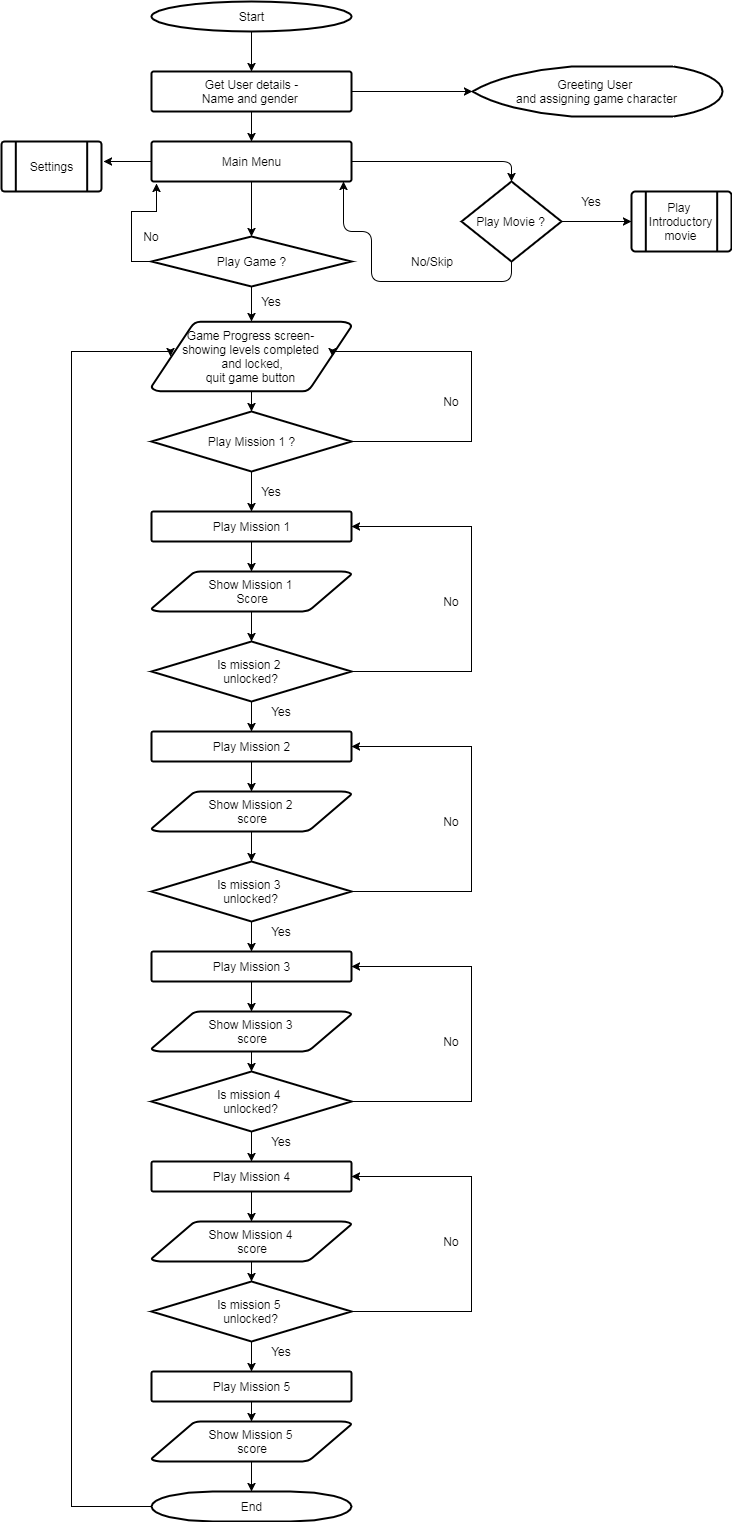 Start
Get User details -
Name and gender
Greeting User
and assigning game character
Settings
Main Menu
Play Movie ?
Yes
Play
Introductory
movie
No
Play Game ?
No/Skip
Yes
Game Progress screen-
showing levels completed
and locked,
quit game button
No
Play Mission 1 ?
Yes
Play Mission 1
Show Mission 1
Score
No
Is mission 2
unlocked?
Yes
Play Mission 2
Show Mission 2
score
No
Is mission 3
unlocked?
Yes
Play Mission 3
Show Mission 3
score
No
Is mission 4
unlocked?
Yes
Play Mission 4
Show Mission 4
score
No
Is mission 5
unlocked?
Yes
Play Mission 5
Show Mission 5
score
End